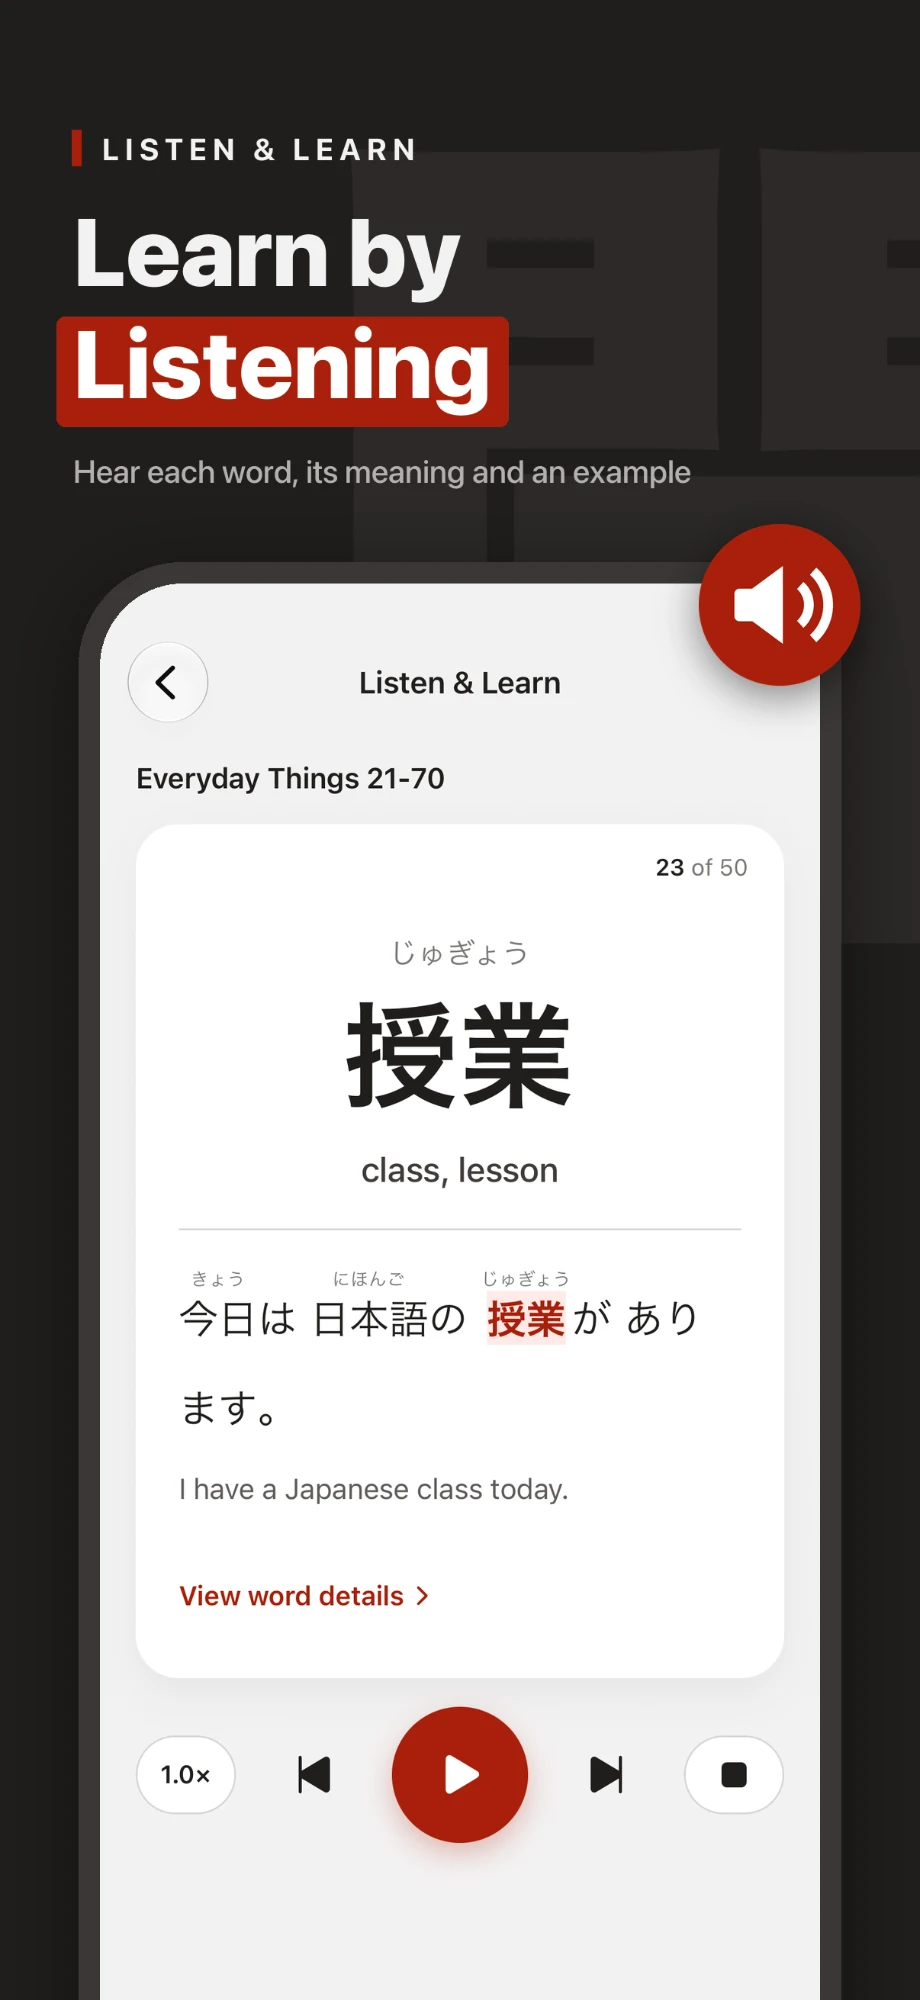 LISTEN & LEARN
Learn by
Listening
Hear each word, its meaning and an example
Listen & Learn
Everyday Things 21-70
23 of 50
じゅぎょう
授業
class, lesson
きょう にほんご じゅぎょう
今日は 日本語の 授業が あり
ます。
I have a Japanese class today.
View word details >
1.0×